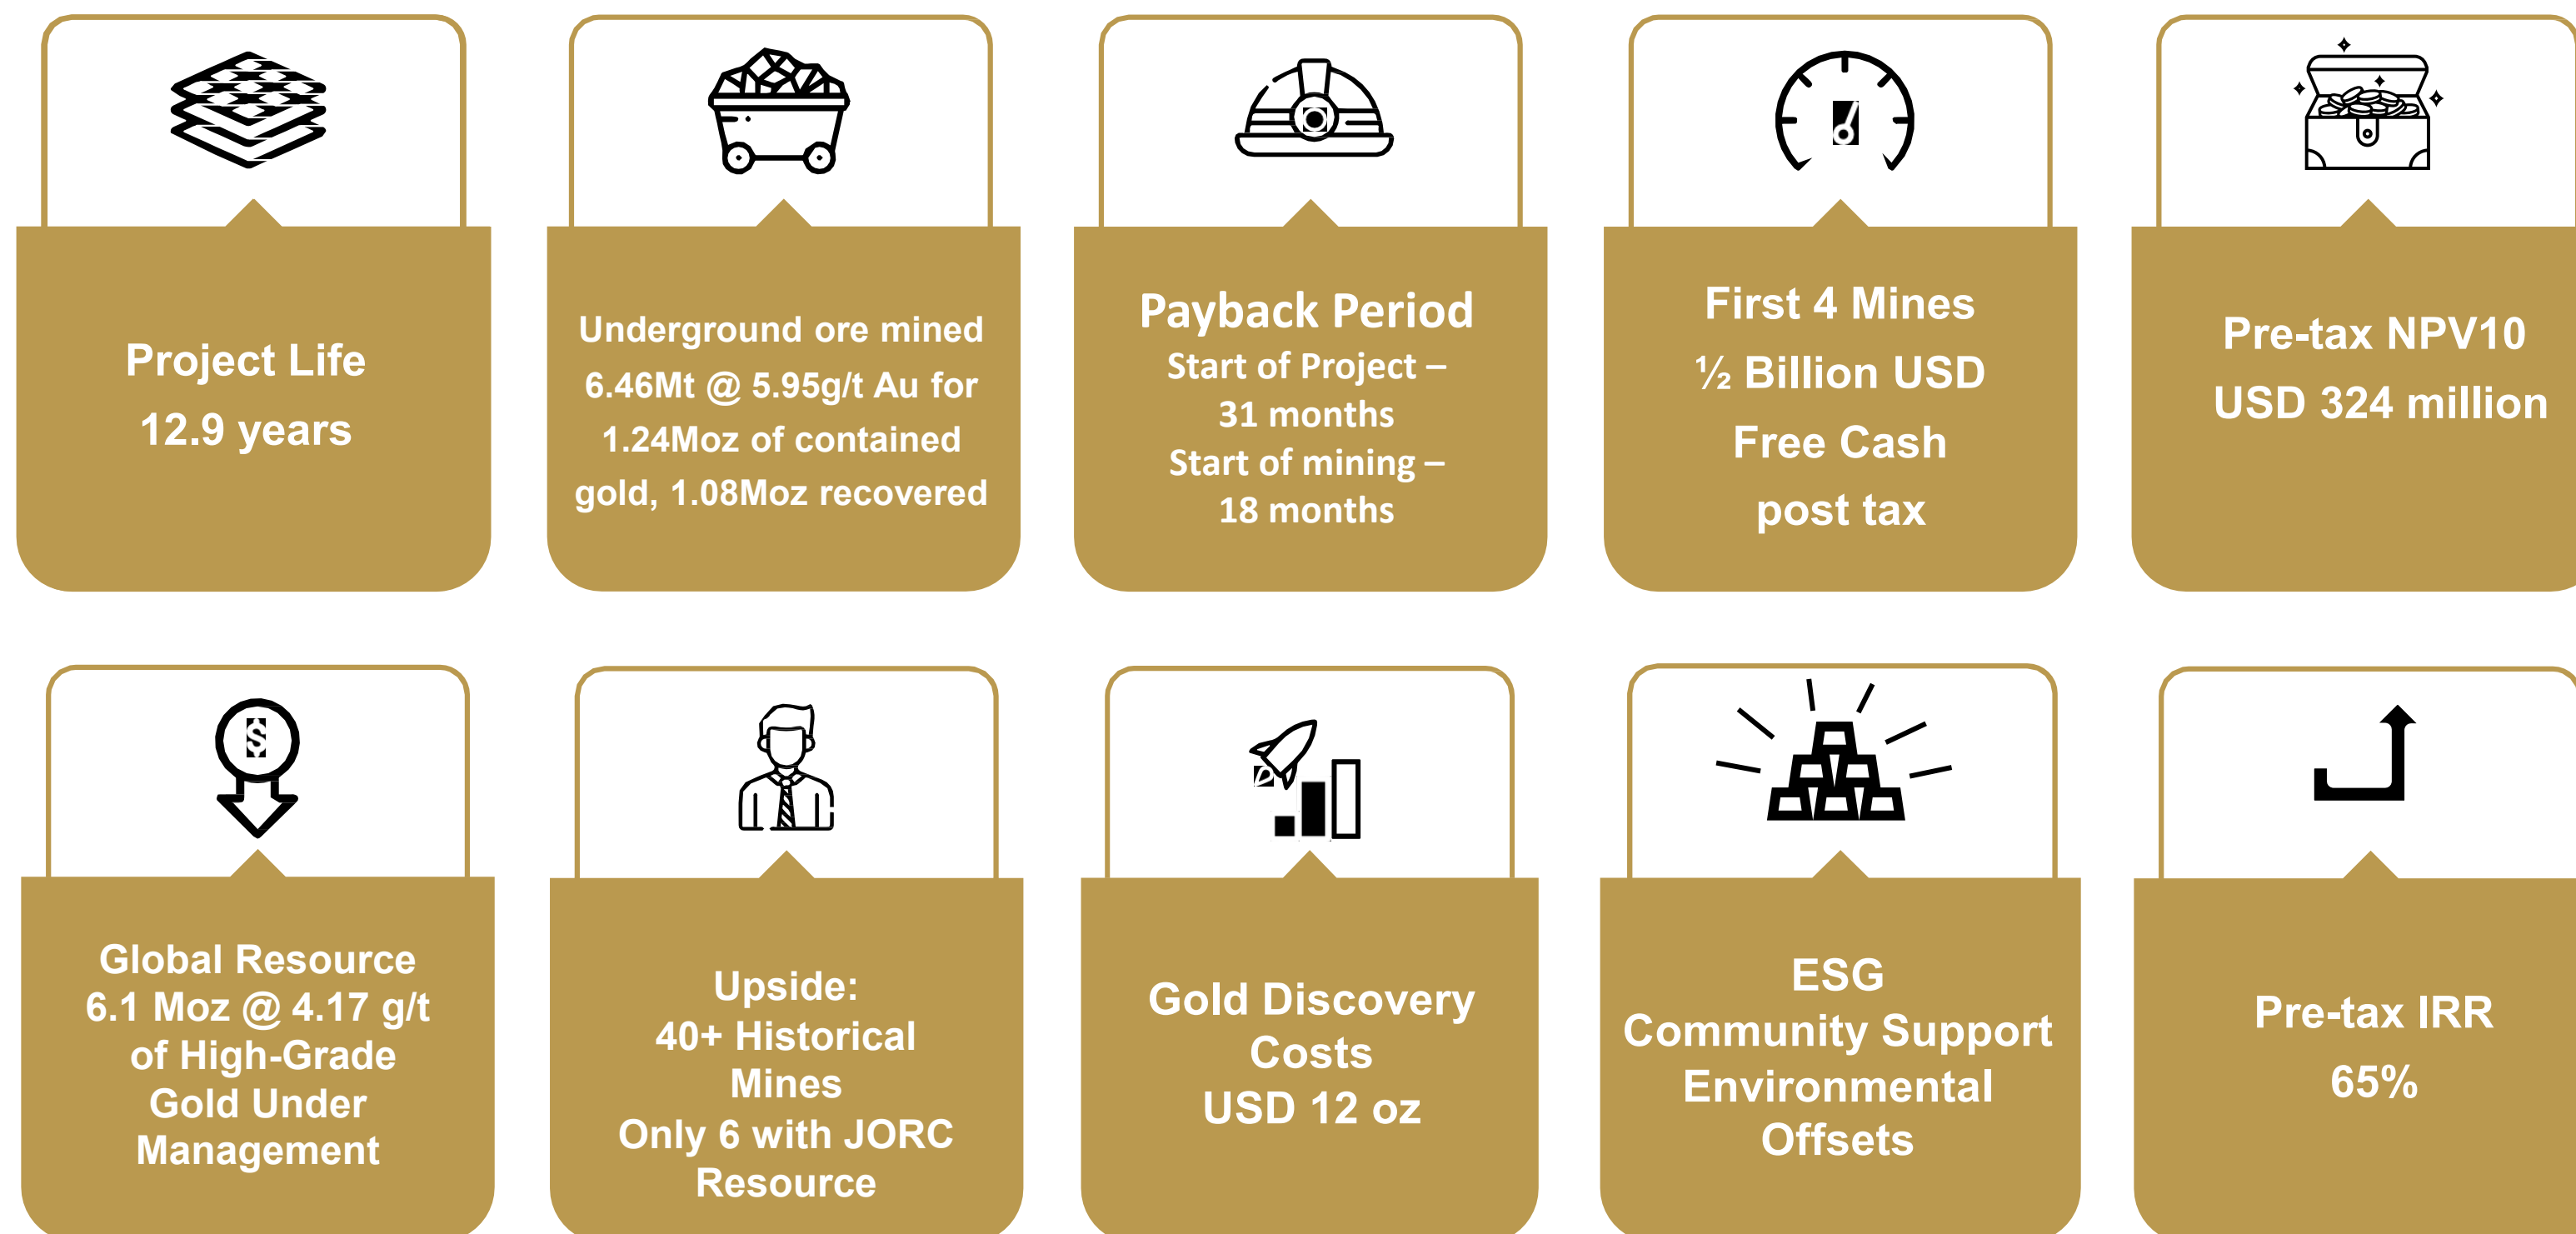 Project Life
12.9 years
Underground ore mined
6.46Mt @ 5.95g/t Au for
1.24Moz of contained
gold, 1.08Moz recovered
Payback Period
Start of Project –
31 months
Start of mining –
18 months
First 4 Mines
½ Billion USD
Free Cash
post tax
Pre-tax NPV10
USD 324 million
$
Global Resource
6.1 Moz @ 4.17 g/t
of High-Grade
Gold Under
Management
Upside:
40+ Historical
Mines
Only 6 with JORC
Resource
Gold Discovery
Costs
USD 12 oz
ESG
Community Support
Environmental
Offsets
Pre-tax IRR
65%